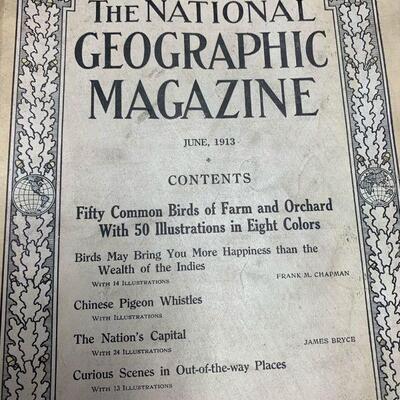 THE NATIONAL
GEOGRAPHIC
MAGAZINE
JUNE, 1913
CONTENTS
Fifty Common Birds of Farm and Orchard
With 50 Illustrations in Eight Colors
Birds May Bring You More Happiness than the
Wealth of the Indies
WITH 14 ILLUSTRATIONS FRANK M. CHAPMAN
Chinese Pigeon Whistles
WITH ILLUSTRATIONS
The Nation's Capital JAMES BRYCE
WITH 24 ILLUSTRATIONS
Curious Scenes in Out-of-the-way Places
WITH 13 ILLUSTRATIONS